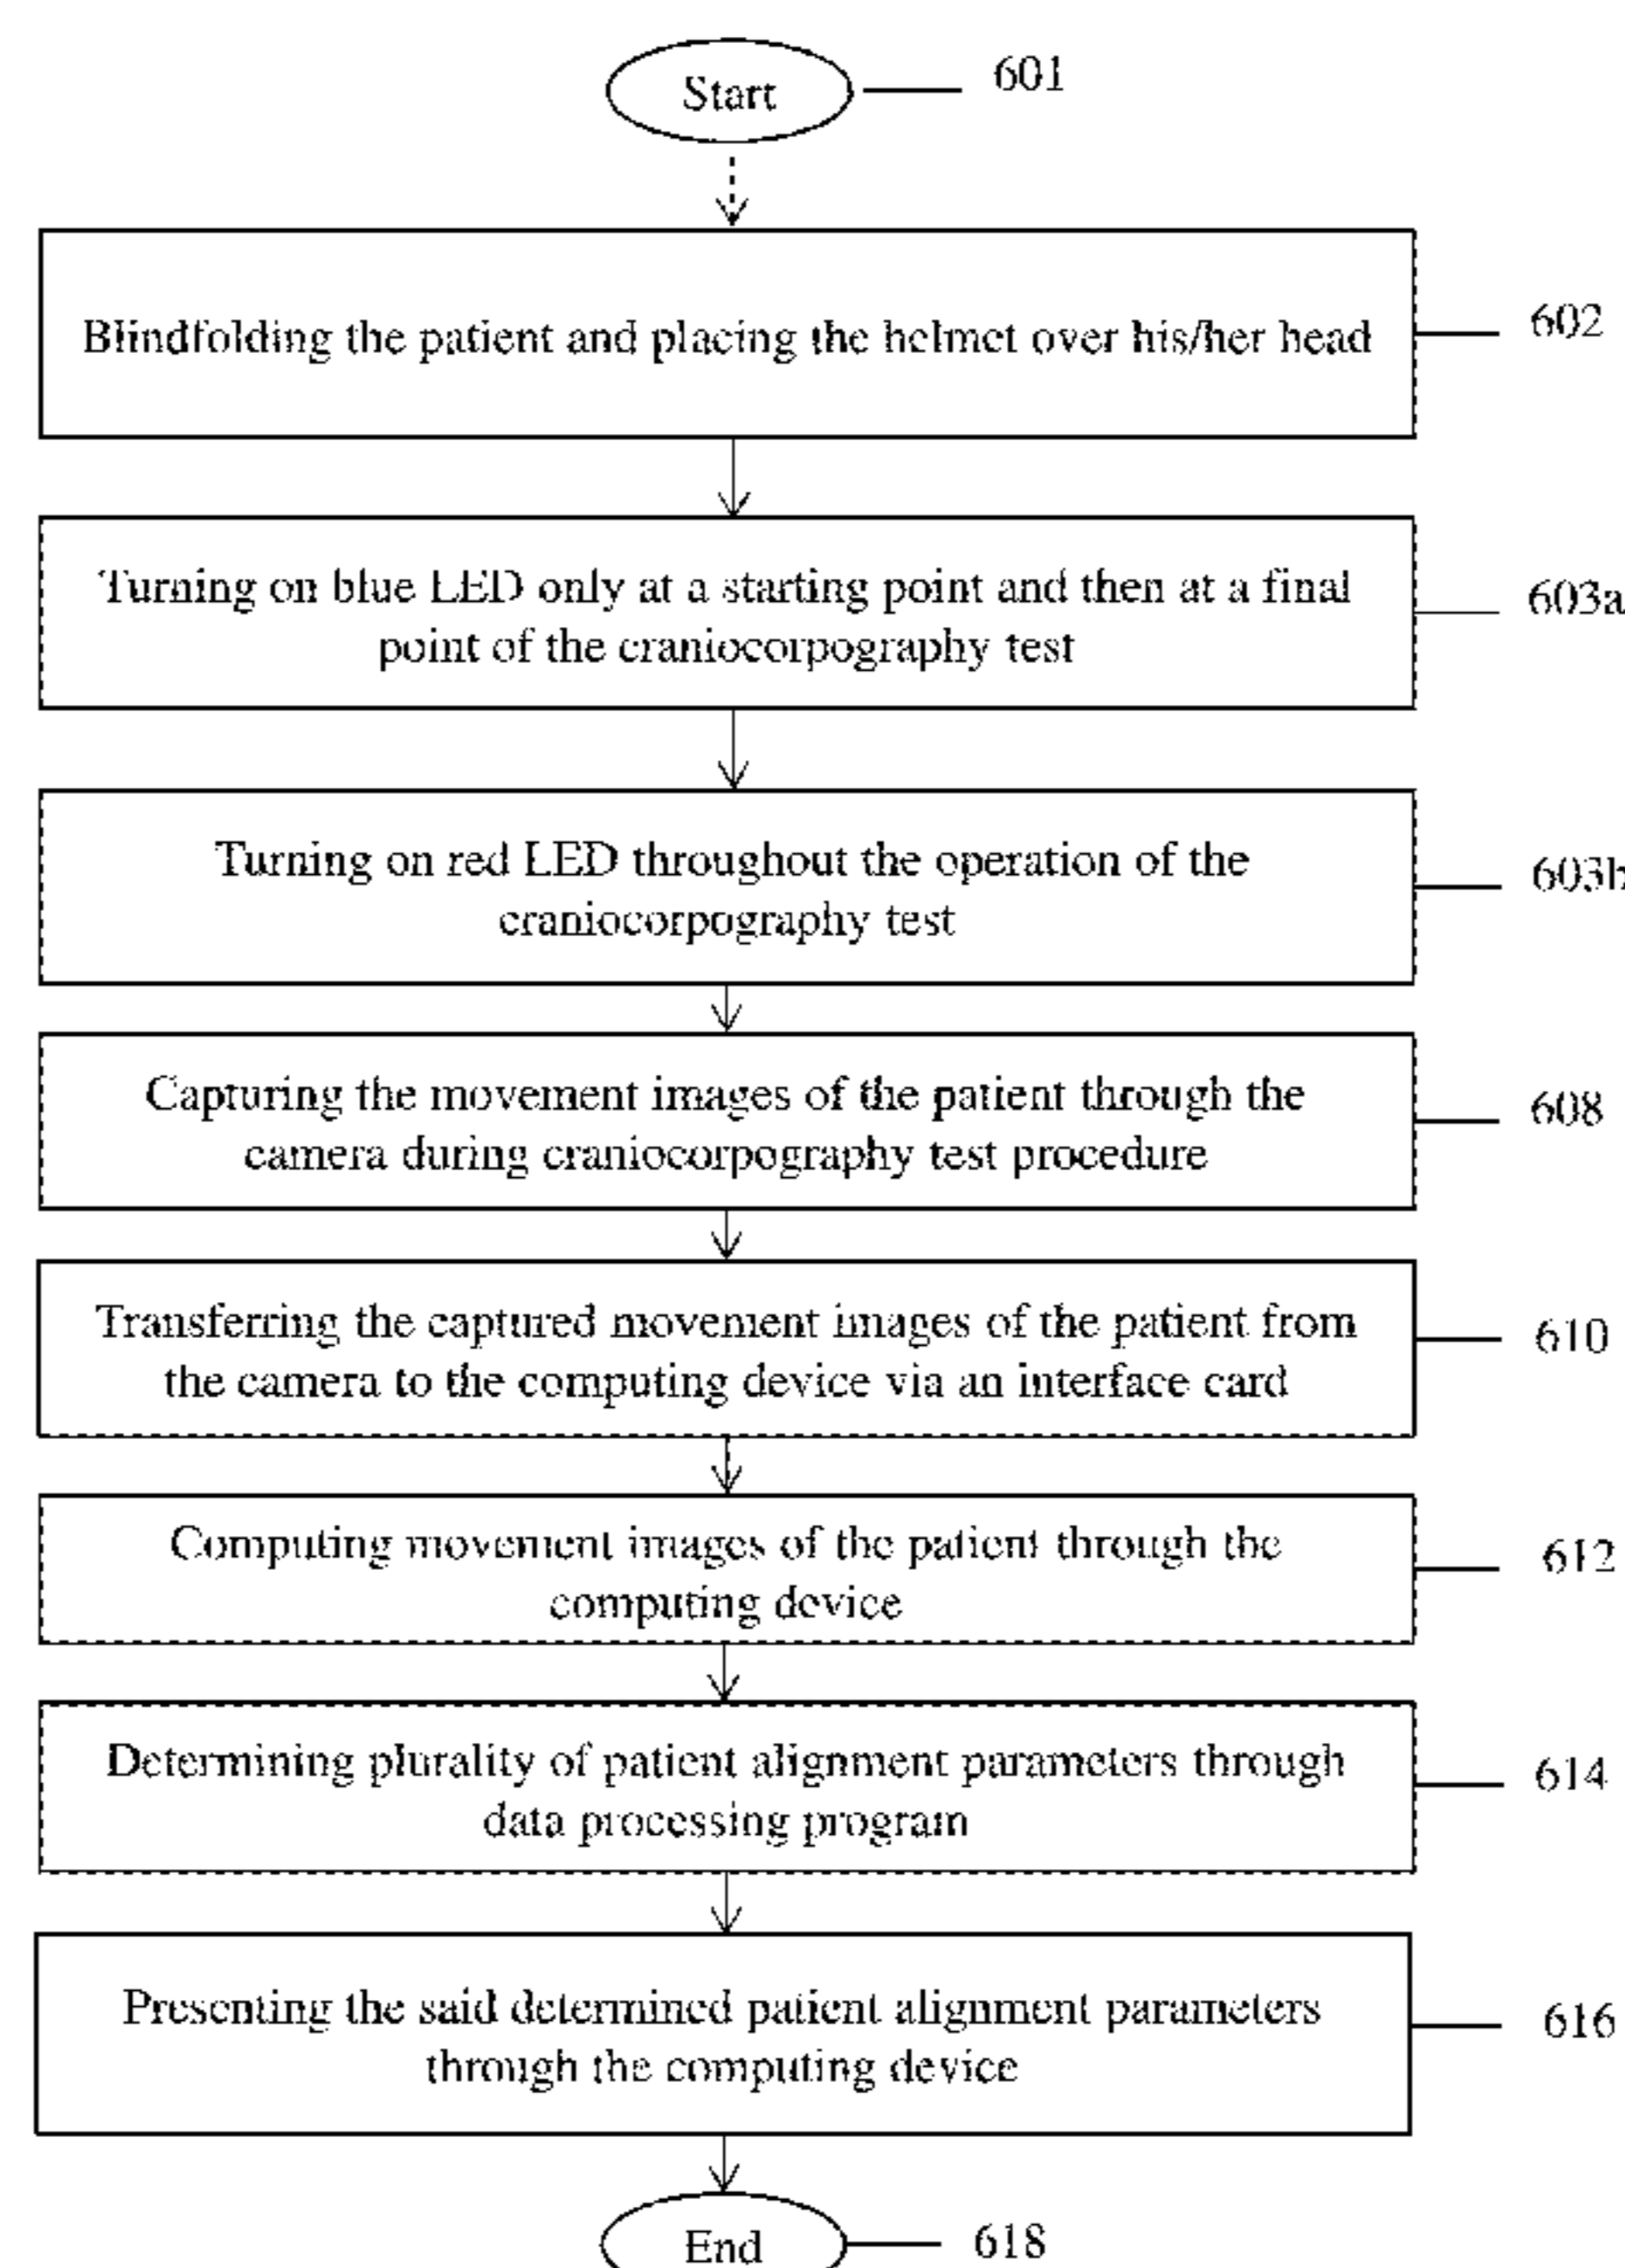 Start
601
Blindfolding the patient and placing the helmet over his/her head
602
Turning on blue LED only at a starting point and then at a final
point of the craniocorpography test
603a
Turning on red LED throughout the operation of the
craniocorpography test
603b
Capturing the movement images of the patient through the
camera during craniocorpography test procedure
608
Transferring the captured movement images of the patient from
the camera to the computing device via an interface card
610
Computing movement images of the patient through the
computing device
612
Determining plurality of patient alignment parameters through
data processing program
614
Presenting the said determined patient alignment parameters
through the computing device
616
End
618